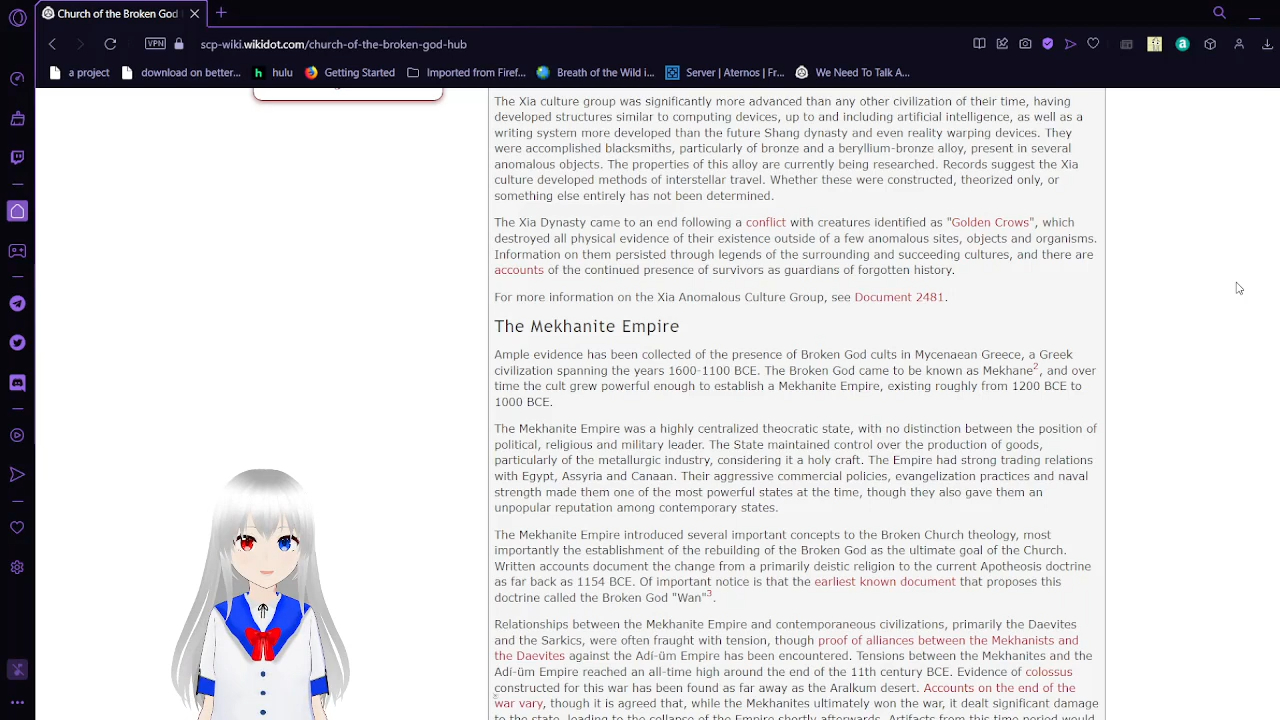 Church of the Broken God
scp-wiki.wikidot.com/church-of-the-broken-god-hub
VPN
a project
download on better...
hulu
Getting Started
Imported from Firef...
Breath of the Wild i...
Server | Aternos | Fr...
We Need To Talk A...
The Xia culture group was significantly more advanced than any other civilization of their time, having
developed structures similar to computing devices, up to and including artificial intelligence, as well as a
writing system more developed than the future Shang dynasty and even reality warping devices. They
were accomplished blacksmiths, particularly of bronze and a beryllium-bronze alloy, present in several
anomalous objects. The properties of this alloy are currently being researched. Records suggest the Xia
culture developed methods of interstellar travel. Whether these were constructed, theorized only, or
something else entirely has not been determined.
The Xia Dynasty came to an end following a conflict with creatures identified as "Golden Crows", which
destroyed all physical evidence of their existence outside of a few anomalous sites, objects and organisms.
Information on them persisted through legends of the surrounding and succeeding cultures, and there are
accounts of the continued presence of survivors as guardians of forgotten history.
For more information on the Xia Anomalous Culture Group, see Document 2481.
The Mekhanite Empire
Ample evidence has been collected of the presence of Broken God cults in Mycenaean Greece, a Greek
civilization spanning the years 1600-1100 BCE. The Broken God came to be known as Mekhane2, and over
time the cult grew powerful enough to establish a Mekhanite Empire, existing roughly from 1200 BCE to
1000 BCE.
The Mekhanite Empire was a highly centralized theocratic state, with no distinction between the position of
political, religious and military leader. The State maintained control over the production of goods,
particularly of the metallurgic industry, considering it a holy craft. The Empire had strong trading relations
with Egypt, Assyria and Canaan. Their aggressive commercial policies, evangelization practices and naval
strength made them one of the most powerful states at the time, though they also gave them an
unpopular reputation among contemporary states.
The Mekhanite Empire introduced several important concepts to the Broken Church theology, most
importantly the establishment of the rebuilding of the Broken God as the ultimate goal of the Church.
Written accounts document the change from a primarily deistic religion to the current Apotheosis doctrine
as far back as 1154 BCE. Of important notice is that the earliest known document that proposes this
doctrine called the Broken God "Wan"3.
Relationships between the Mekhanite Empire and contemporaneous civilizations, primarily the Daevites
and the Sarkics, were often fraught with tension, though proof of alliances between the Mekhanists and
the Daevites against the Adí-üm Empire has been encountered. Tensions between the Mekhanites and the
Adí-üm Empire reached an all-time high around the end of the 11th century BCE. Evidence of colossus
constructed for this war has been found as far away as the Aralkum desert. Accounts on the end of the
war vary, though it is agreed that, while the Mekhanites ultimately won the war, it dealt significant damage
to the state, leading to the collapse of the Empire shortly afterwards. Artifacts from this time period would